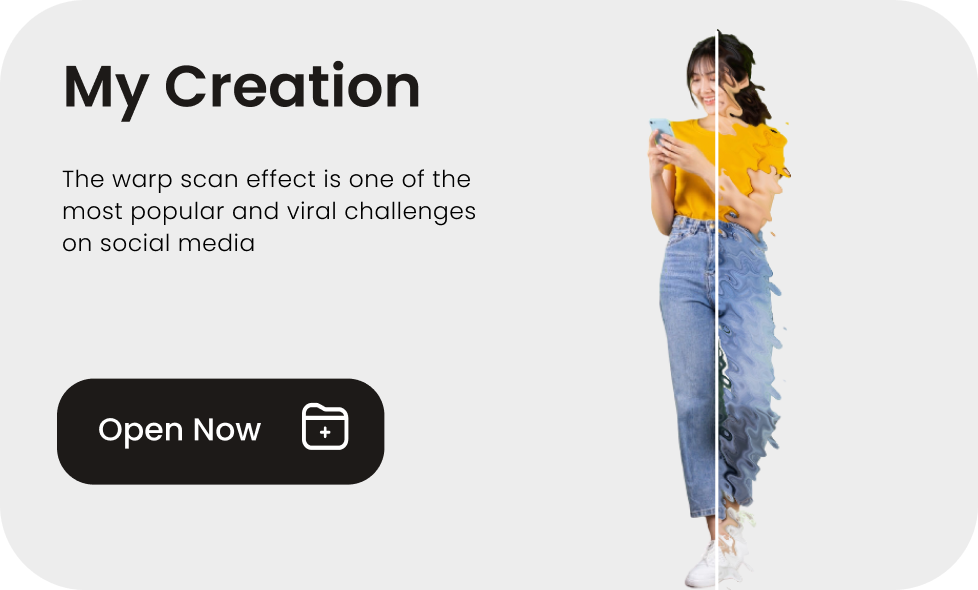 My Creation
The warp scan effect is one of the
most popular and viral challenges
on social media
Open Now